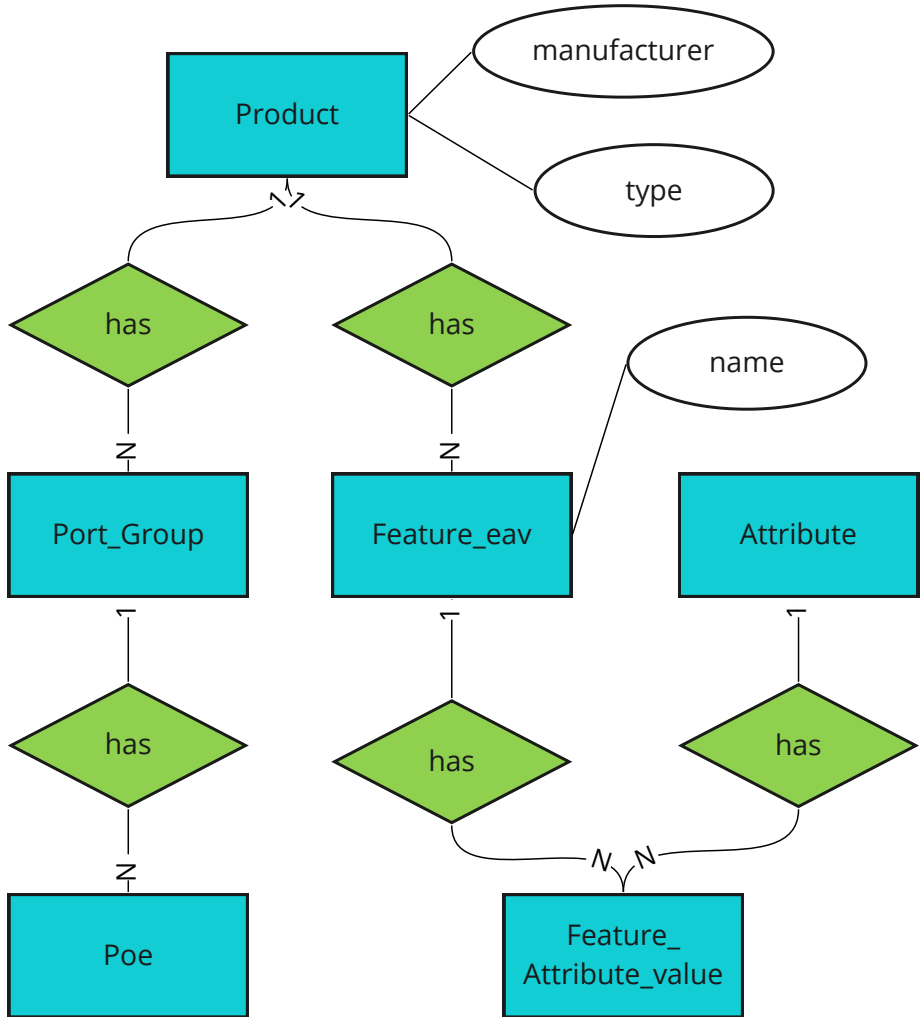 manufacturer
Product
type
1
1
has
has
name
N
N
Port_Group
Feature_eav
Attribute
1
1
1
has
has
has
N
N
N
Poe
Feature_
Attribute_value